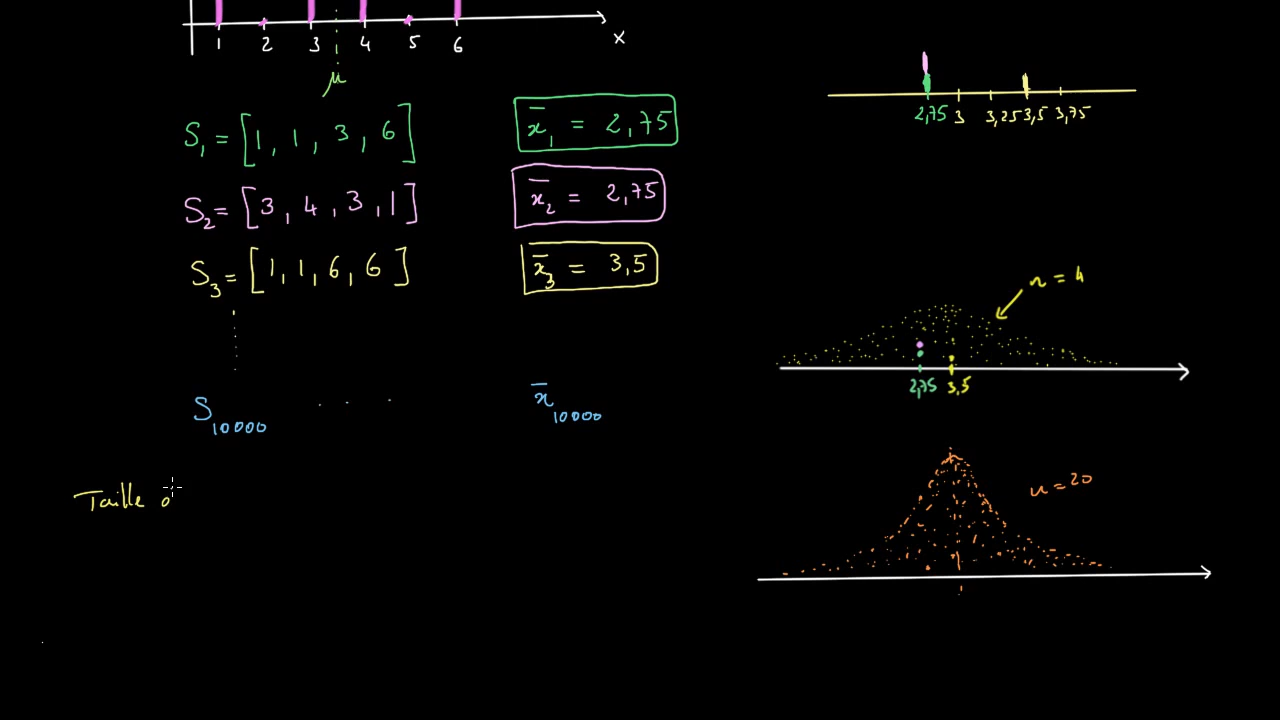 1 2 3 4 5 6 x
μ
2,75 3 3,25 3,5 3,75
S₁ = [1, 1, 3, 6] x̄₁ = 2,75
S₂ = [3, 4, 3, 1] x̄₂ = 2,75
S₃ = [1, 1, 6, 6] x̄₃ = 3,5
n = 4
2,75 3,5
S₁₀₀₀₀ . . . x̄₁₀₀₀₀
n = 20
Taille